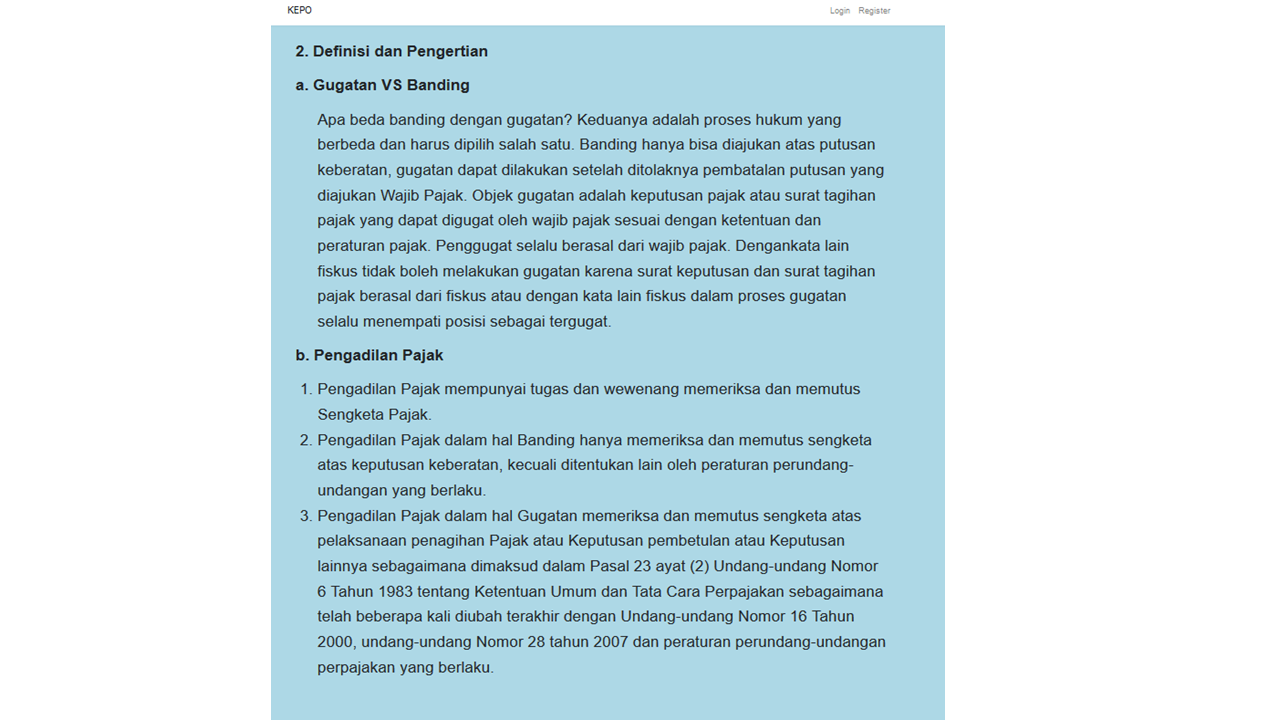 KEPO
Login Register
2. Definisi dan Pengertian
a. Gugatan VS Banding
Apa beda banding dengan gugatan? Keduanya adalah proses hukum yang
berbeda dan harus dipilih salah satu. Banding hanya bisa diajukan atas putusan
keberatan, gugatan dapat dilakukan setelah ditolaknya pembatalan putusan yang
diajukan Wajib Pajak. Objek gugatan adalah keputusan pajak atau surat tagihan
pajak yang dapat digugat oleh wajib pajak sesuai dengan ketentuan dan
peraturan pajak. Penggugat selalu berasal dari wajib pajak. Dengankata lain
fiskus tidak boleh melakukan gugatan karena surat keputusan dan surat tagihan
pajak berasal dari fiskus atau dengan kata lain fiskus dalam proses gugatan
selalu menempati posisi sebagai tergugat.
b. Pengadilan Pajak
1. Pengadilan Pajak mempunyai tugas dan wewenang memeriksa dan memutus
Sengketa Pajak.
2. Pengadilan Pajak dalam hal Banding hanya memeriksa dan memutus sengketa
atas keputusan keberatan, kecuali ditentukan lain oleh peraturan perundang-
undangan yang berlaku.
3. Pengadilan Pajak dalam hal Gugatan memeriksa dan memutus sengketa atas
pelaksanaan penagihan Pajak atau Keputusan pembetulan atau Keputusan
lainnya sebagaimana dimaksud dalam Pasal 23 ayat (2) Undang-undang Nomor
6 Tahun 1983 tentang Ketentuan Umum dan Tata Cara Perpajakan sebagaimana
telah beberapa kali diubah terakhir dengan Undang-undang Nomor 16 Tahun
2000, undang-undang Nomor 28 tahun 2007 dan peraturan perundang-undangan
perpajakan yang berlaku.